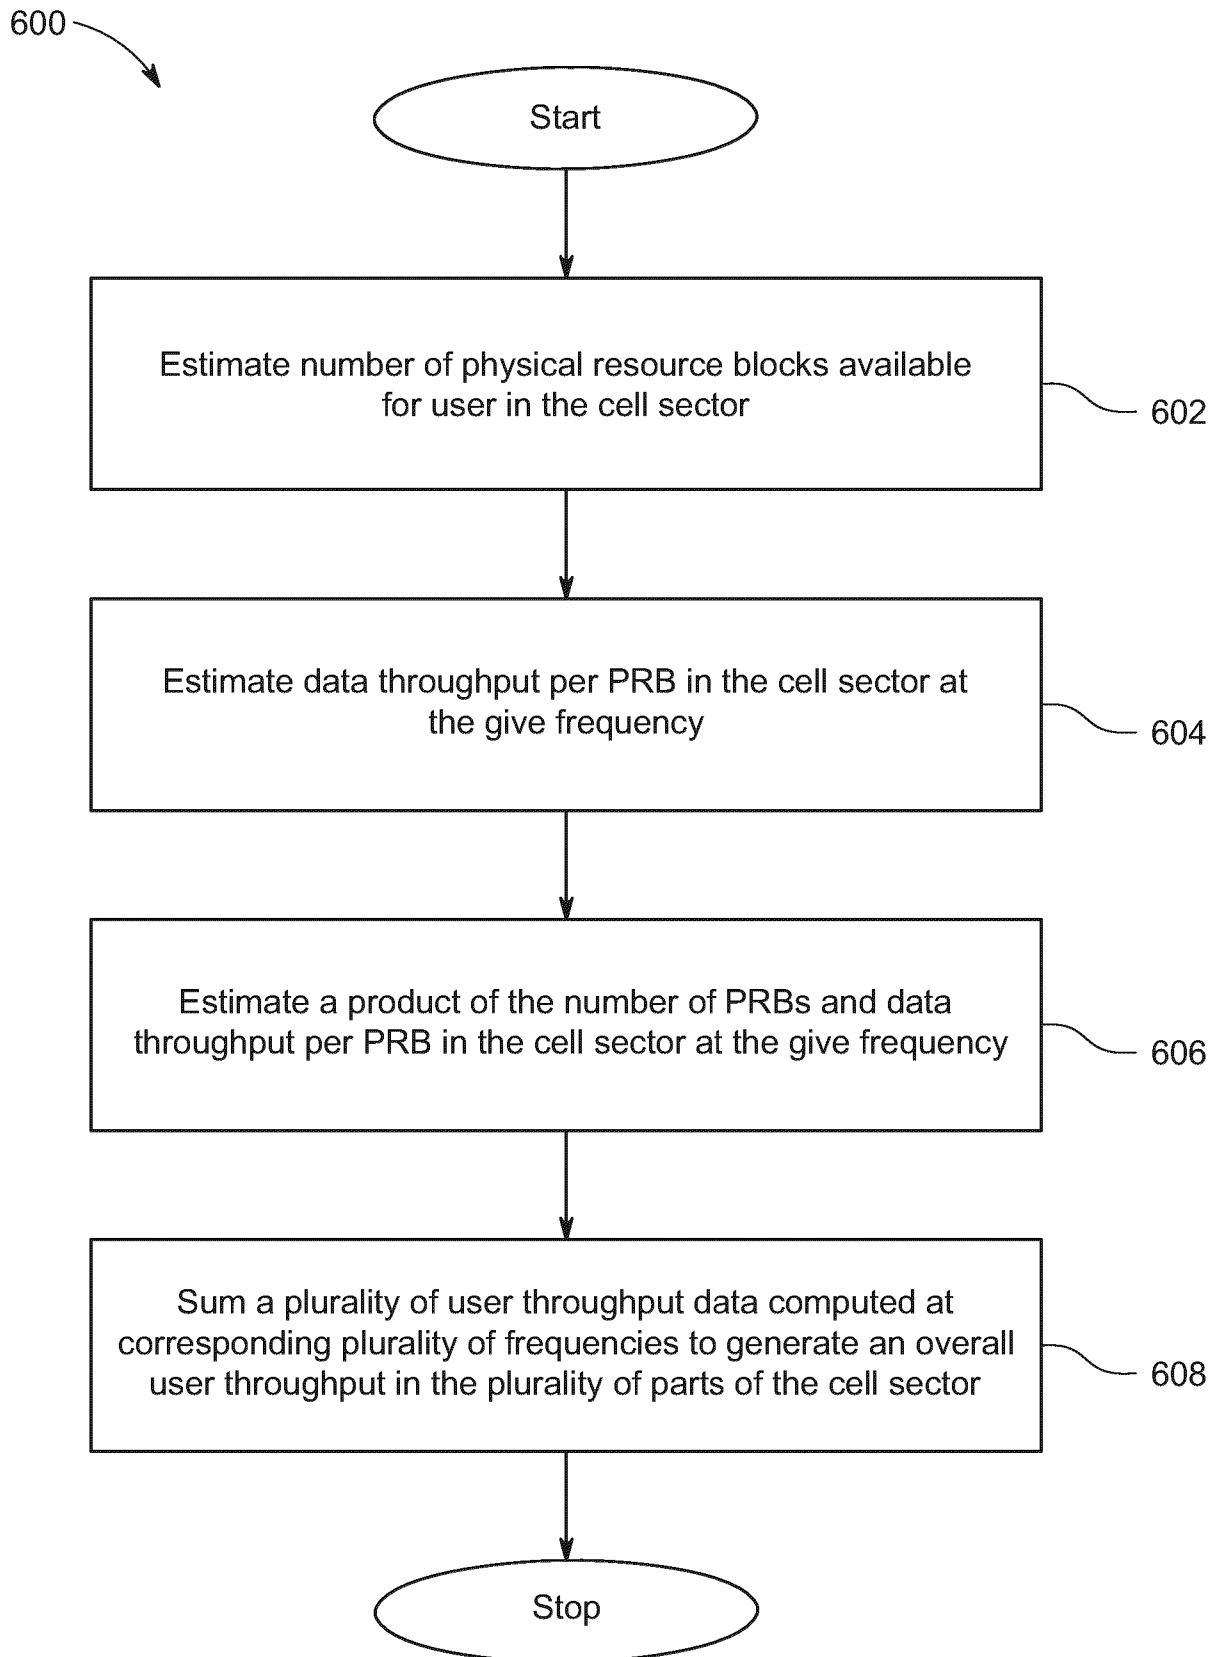 600
Start
Estimate number of physical resource blocks available
for user in the cell sector
602
Estimate data throughput per PRB in the cell sector at
the give frequency
604
Estimate a product of the number of PRBs and data
throughput per PRB in the cell sector at the give frequency
606
Sum a plurality of user throughput data computed at
corresponding plurality of frequencies to generate an overall
user throughput in the plurality of parts of the cell sector
608
Stop